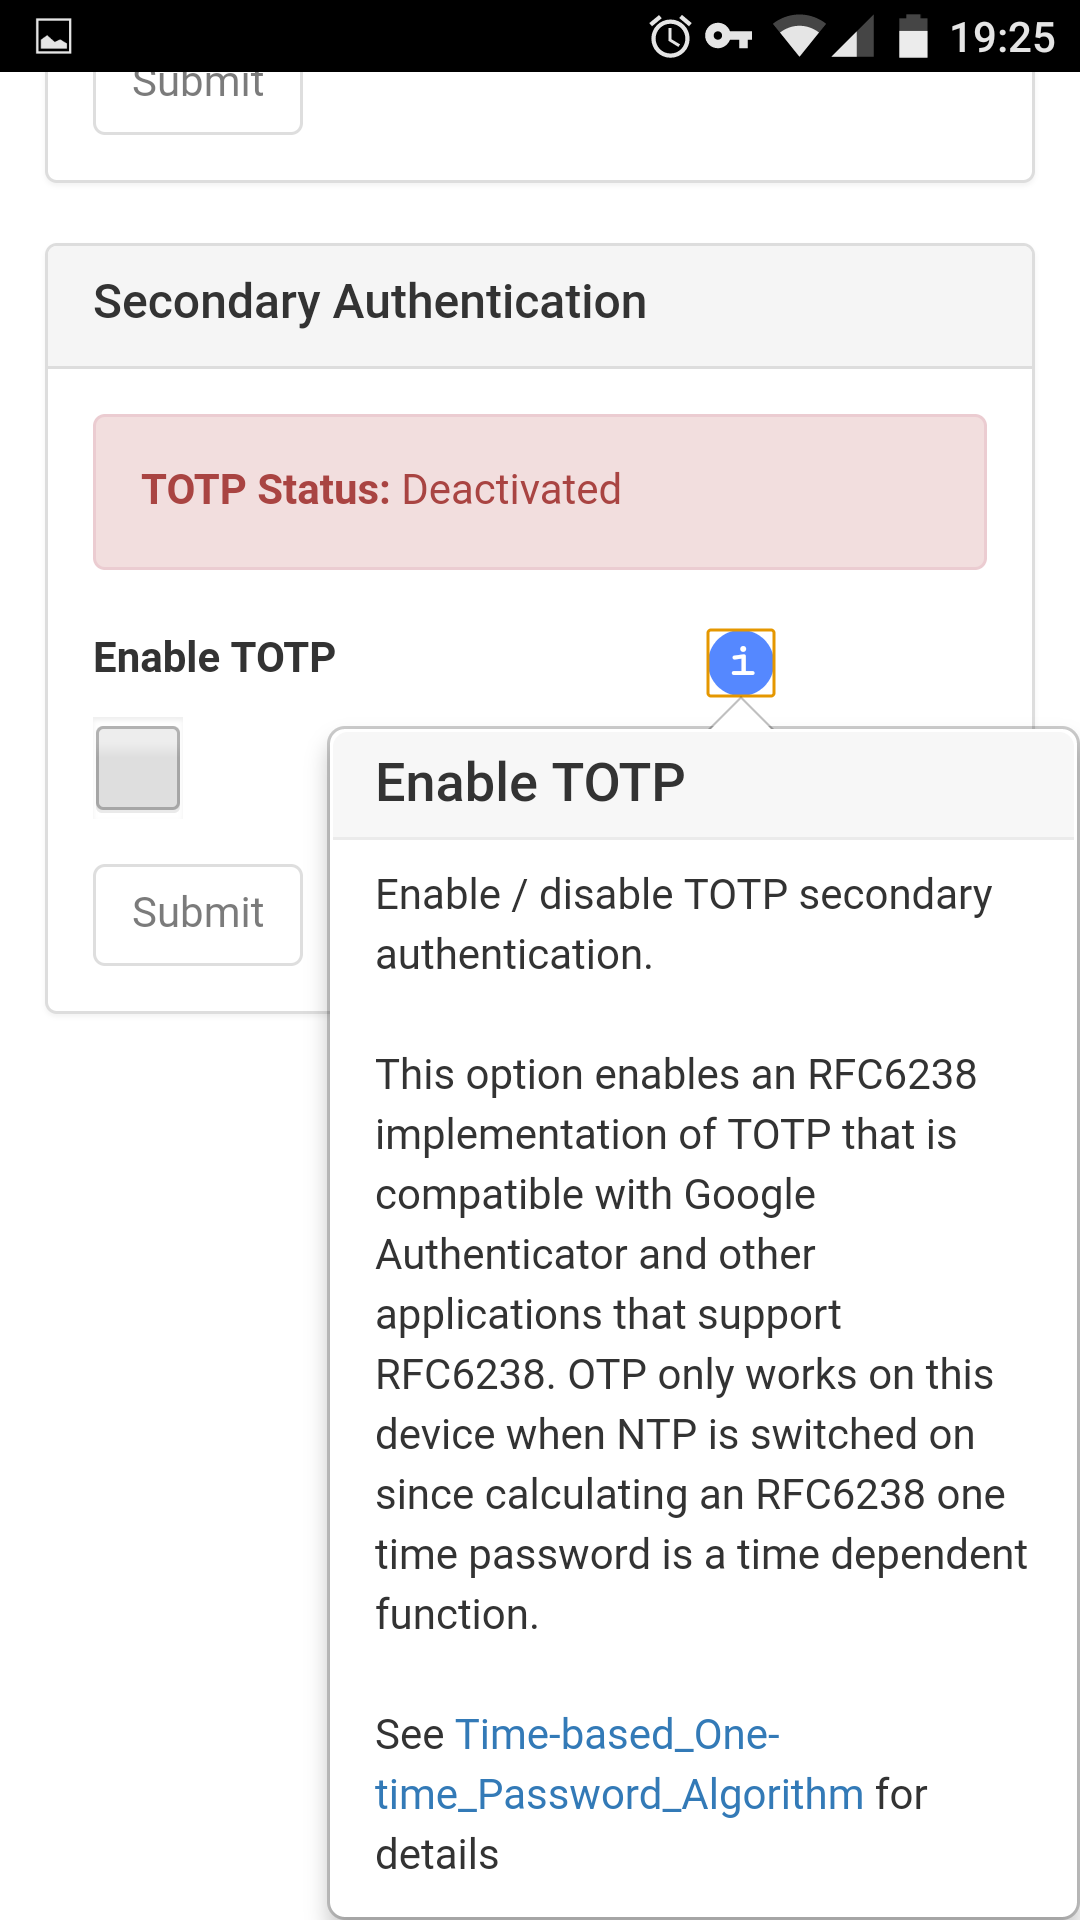 19:25
Submit
Secondary Authentication
TOTP Status: Deactivated
Enable TOTP
i
Submit
Enable TOTP
Enable / disable TOTP secondary
authentication.
This option enables an RFC6238
implementation of TOTP that is
compatible with Google
Authenticator and other
applications that support
RFC6238. OTP only works on this
device when NTP is switched on
since calculating an RFC6238 one
time password is a time dependent
function.
See Time-based_One-
time_Password_Algorithm for
details